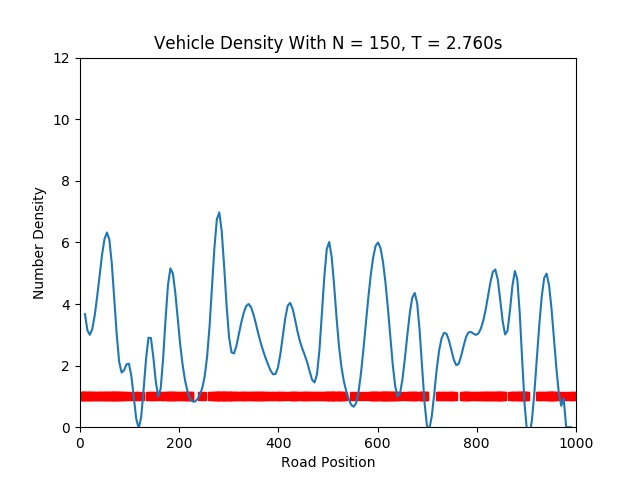 Vehicle Density With N = 150, T = 2.760s
12
10
8
6
4
2
0
Number Density
0 200 400 600 800 1000
Road Position